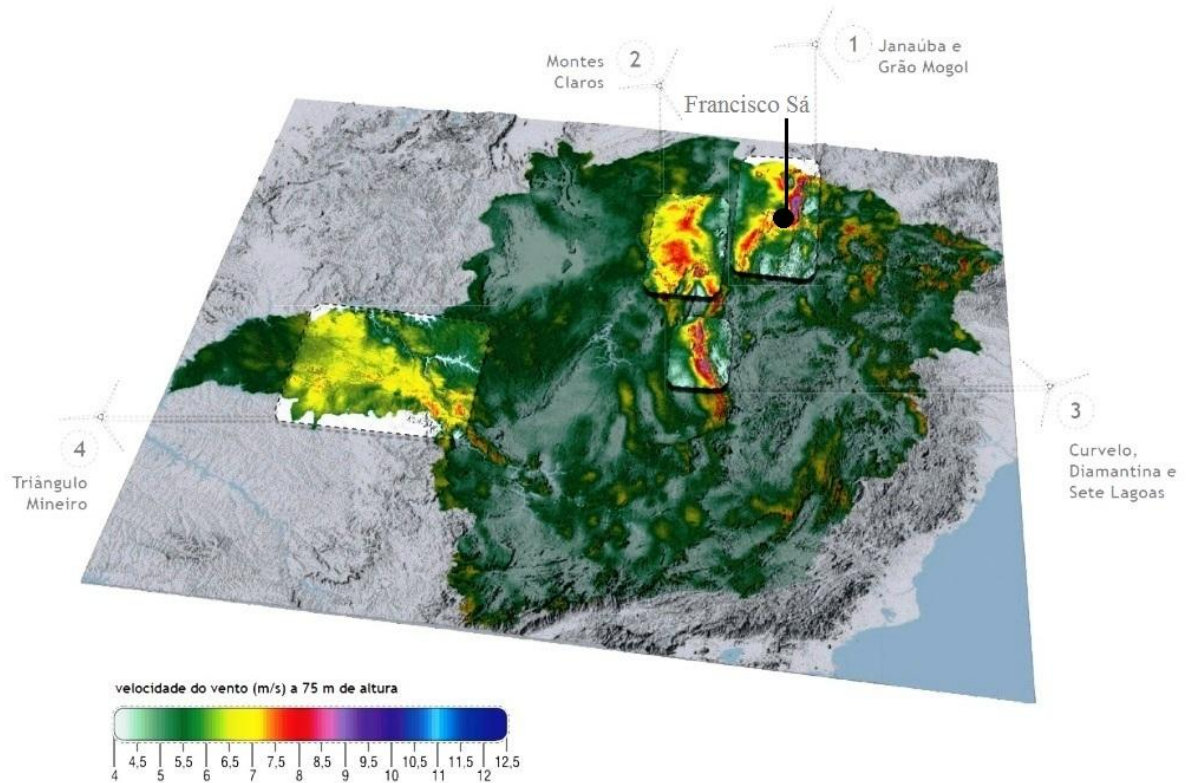 2
Montes
Claros
1
Janaúba e
Grão Mogol
Francisco Sá
4
Triângulo
Mineiro
3
Curvelo,
Diamantina e
Sete Lagoas
velocidade do vento (m/s) a 75 m de altura
4,5 5,5 6,5 7,5 8,5 9,5 10,5 11,5 12,5
4 5 6 7 8 9 10 11 12